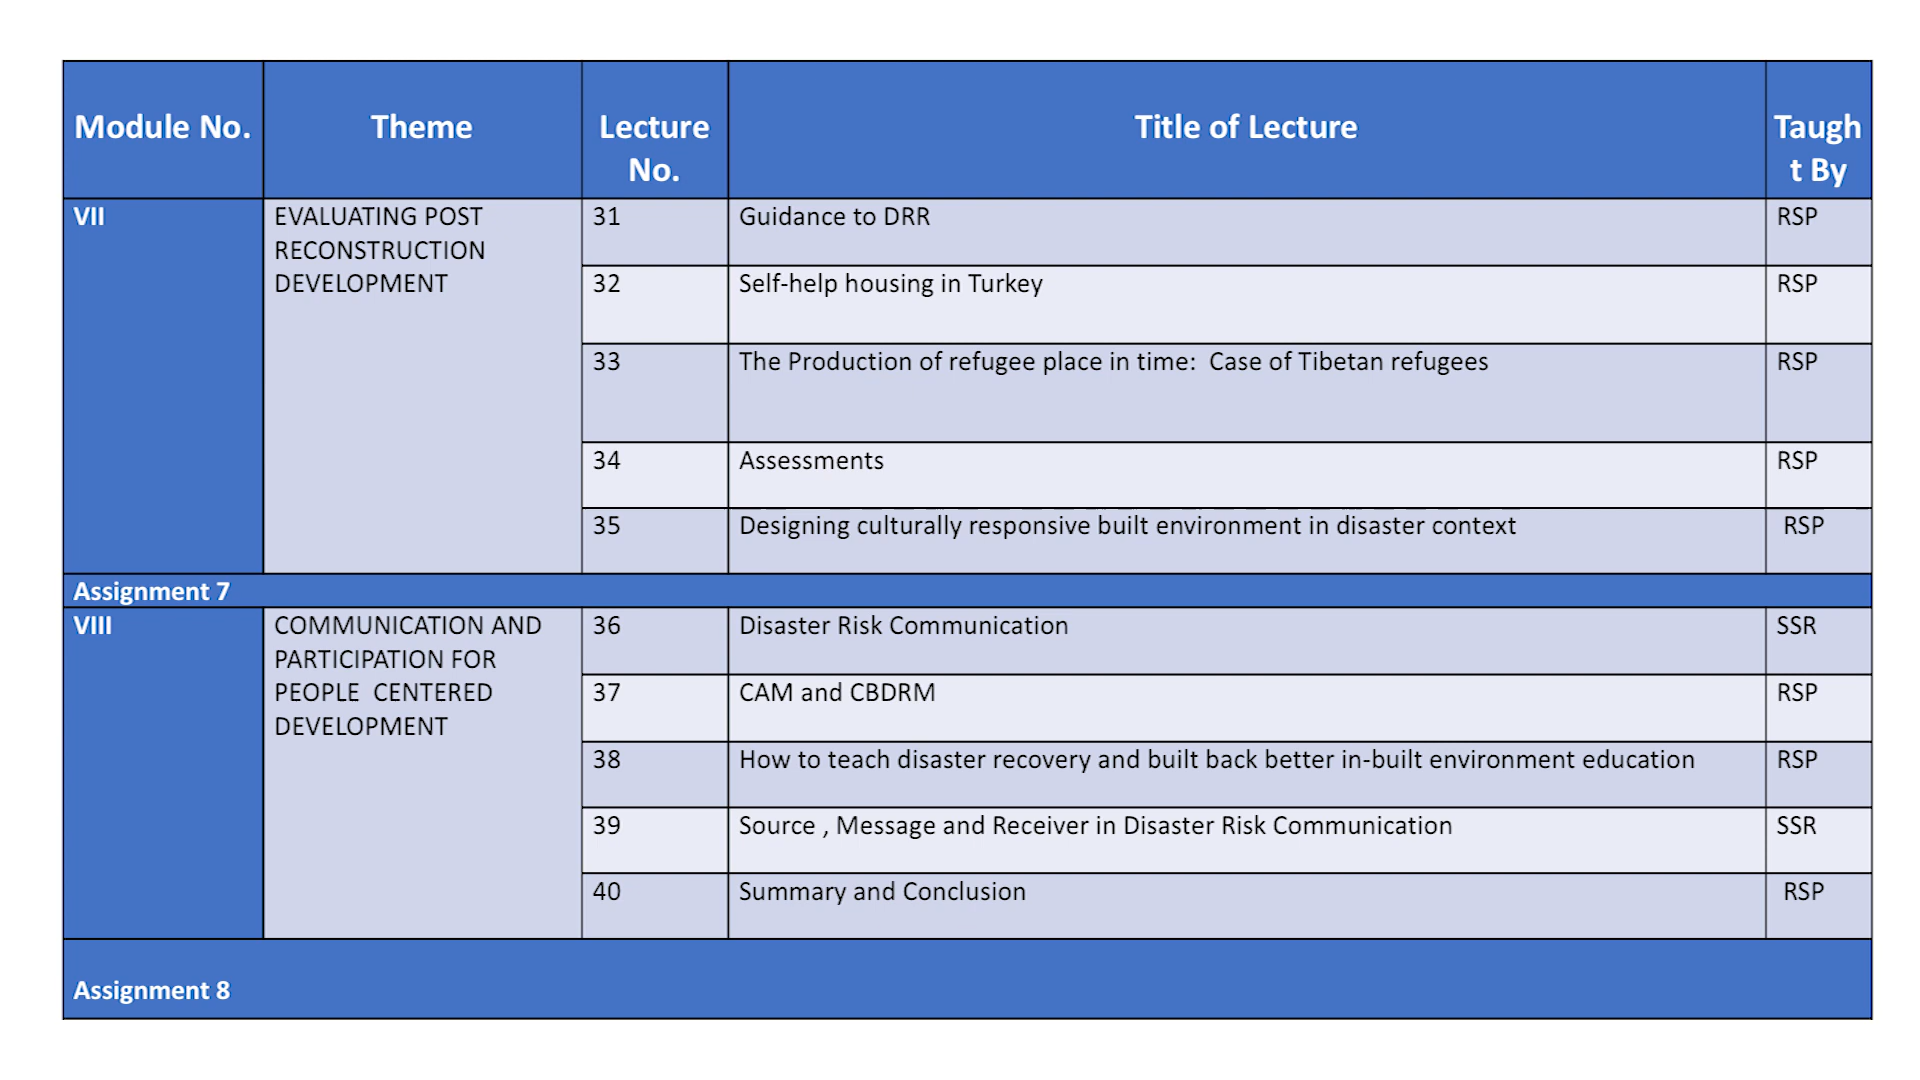 Module No. Theme Lecture No. Title of Lecture Taugh
t By
VII EVALUATING POST RECONSTRUCTION DEVELOPMENT 31 Guidance to DRR RSP
32 Self-help housing in Turkey RSP
33 The Production of refugee place in time:  Case of Tibetan refugees RSP
34 Assessments RSP
35 Designing culturally responsive built environment in disaster context RSP
Assignment 7
VIII COMMUNICATION AND PARTICIPATION FOR PEOPLE  CENTERED DEVELOPMENT 36 Disaster Risk Communication SSR
37 CAM and CBDRM RSP
38 How to teach disaster recovery and built back better in-built environment education RSP
39 Source , Message and Receiver in Disaster Risk Communication SSR
40 Summary and Conclusion RSP
Assignment 8